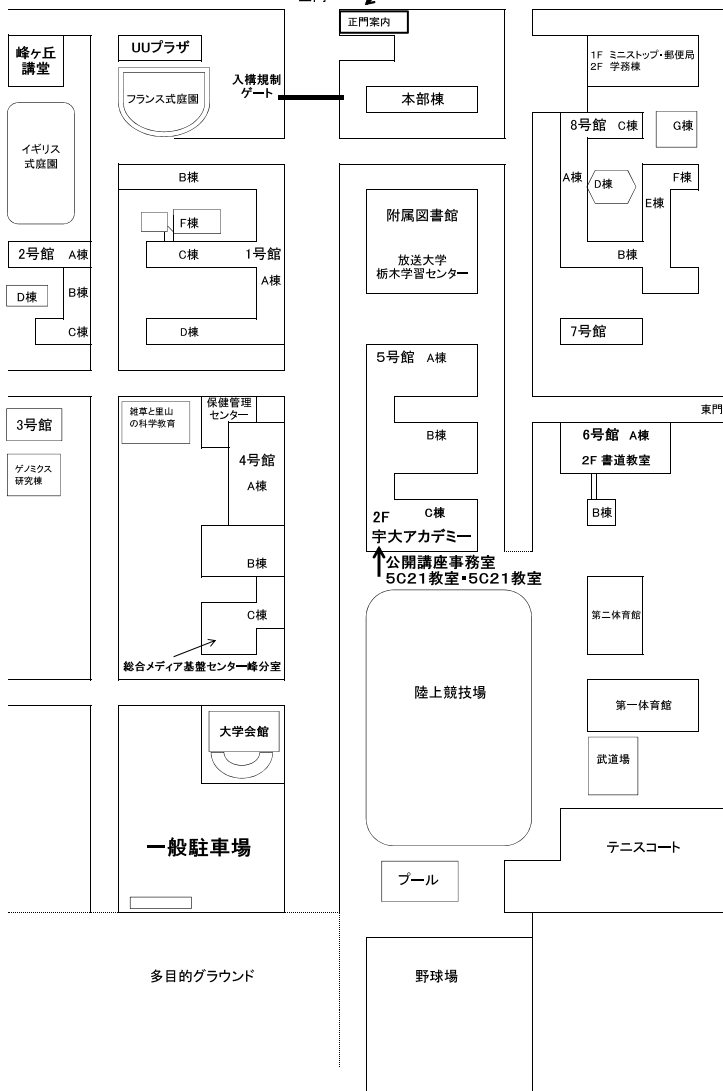 正門案内
峰ヶ丘
講堂
UUプラザ
入構規制
ゲート
フランス式庭園
本部棟
1F ミニストップ・郵便局
2F 学務棟
イギリス
式庭園
8号館 C棟
G棟
A棟
D棟
F棟
E棟
B棟
B棟
F棟
C棟
1号館
A棟
D棟
附属図書館
放送大学
栃木学習センター
2号館 A棟
B棟
D棟
C棟
7号館
5号館 A棟
B棟
C棟
2F
宇大アカデミー
公開講座事務室
5C21教室・5C21教室
東門
3号館
ゲノミクス
研究棟
雑草と里山
の科学教育
保健管理
センター
4号館
A棟
B棟
C棟
総合メディア基盤センター峰分室
6号館 A棟
2F 書道教室
B棟
第二体育館
陸上競技場
第一体育館
武道場
大学会館
一般駐車場
テニスコート
プール
多目的グラウンド
野球場